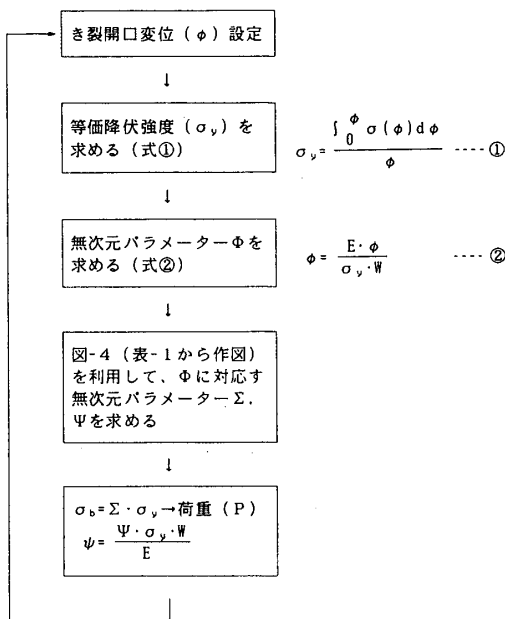 き裂開口変位(φ)設定
↓
等価降伏強度(σy)を
求める(式①)
σy= ∫0φ σ(φ)dφ / φ ---- ①
↓
無次元パラメーターΦを
求める(式②)
φ= E・φ / σy・W ---- ②
↓
図-4(表-1から作図)
を利用して、Φに対応す
無次元パラメーターΣ.
Ψを求める
↓
σb=Σ・σy→荷重(P)
ψ= Ψ・σy・W / E